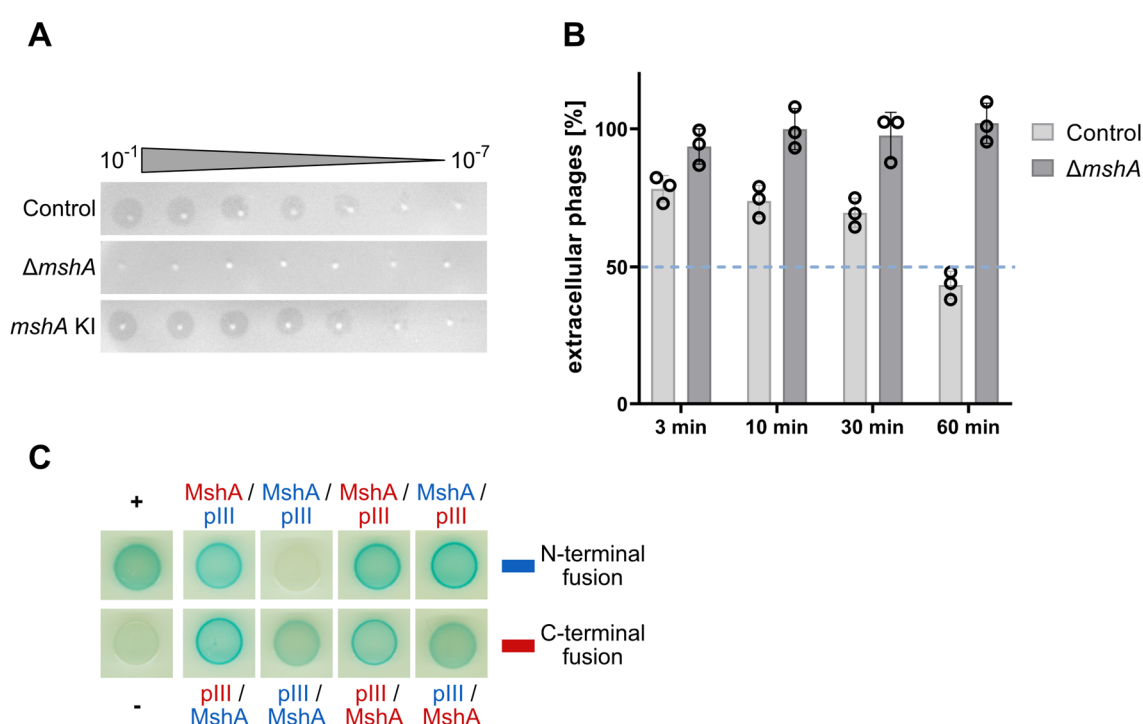 A
10-1
10-7
Control
ΔmshA
mshA KI
B
extracellular phages [%]
100
50
0
3 min
10 min
30 min
60 min
Control
ΔmshA
C
+
MshA /
pIII
MshA /
pIII
MshA /
pIII
MshA /
pIII
N-terminal
fusion
C-terminal
fusion
-
pIII /
MshA
pIII /
MshA
pIII /
MshA
pIII /
MshA